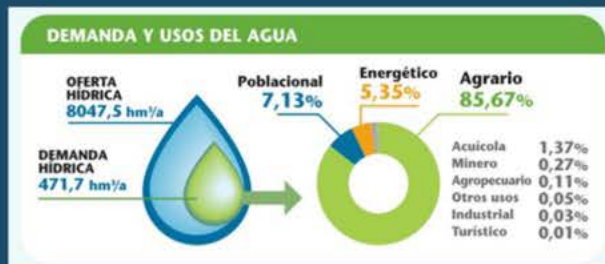 DEMANDA Y USOS DEL AGUA
OFERTA
HÍDRICA
8047,5 hm³/a
DEMANDA
HÍDRICA
471,7 hm³/a
Poblacional
7,13%
Energético
5,35%
Agrario
85,67%
Acuícola 1,37%
Minero 0,27%
Agropecuario 0,11%
Otros usos 0,05%
Industrial 0,03%
Turístico 0,01%